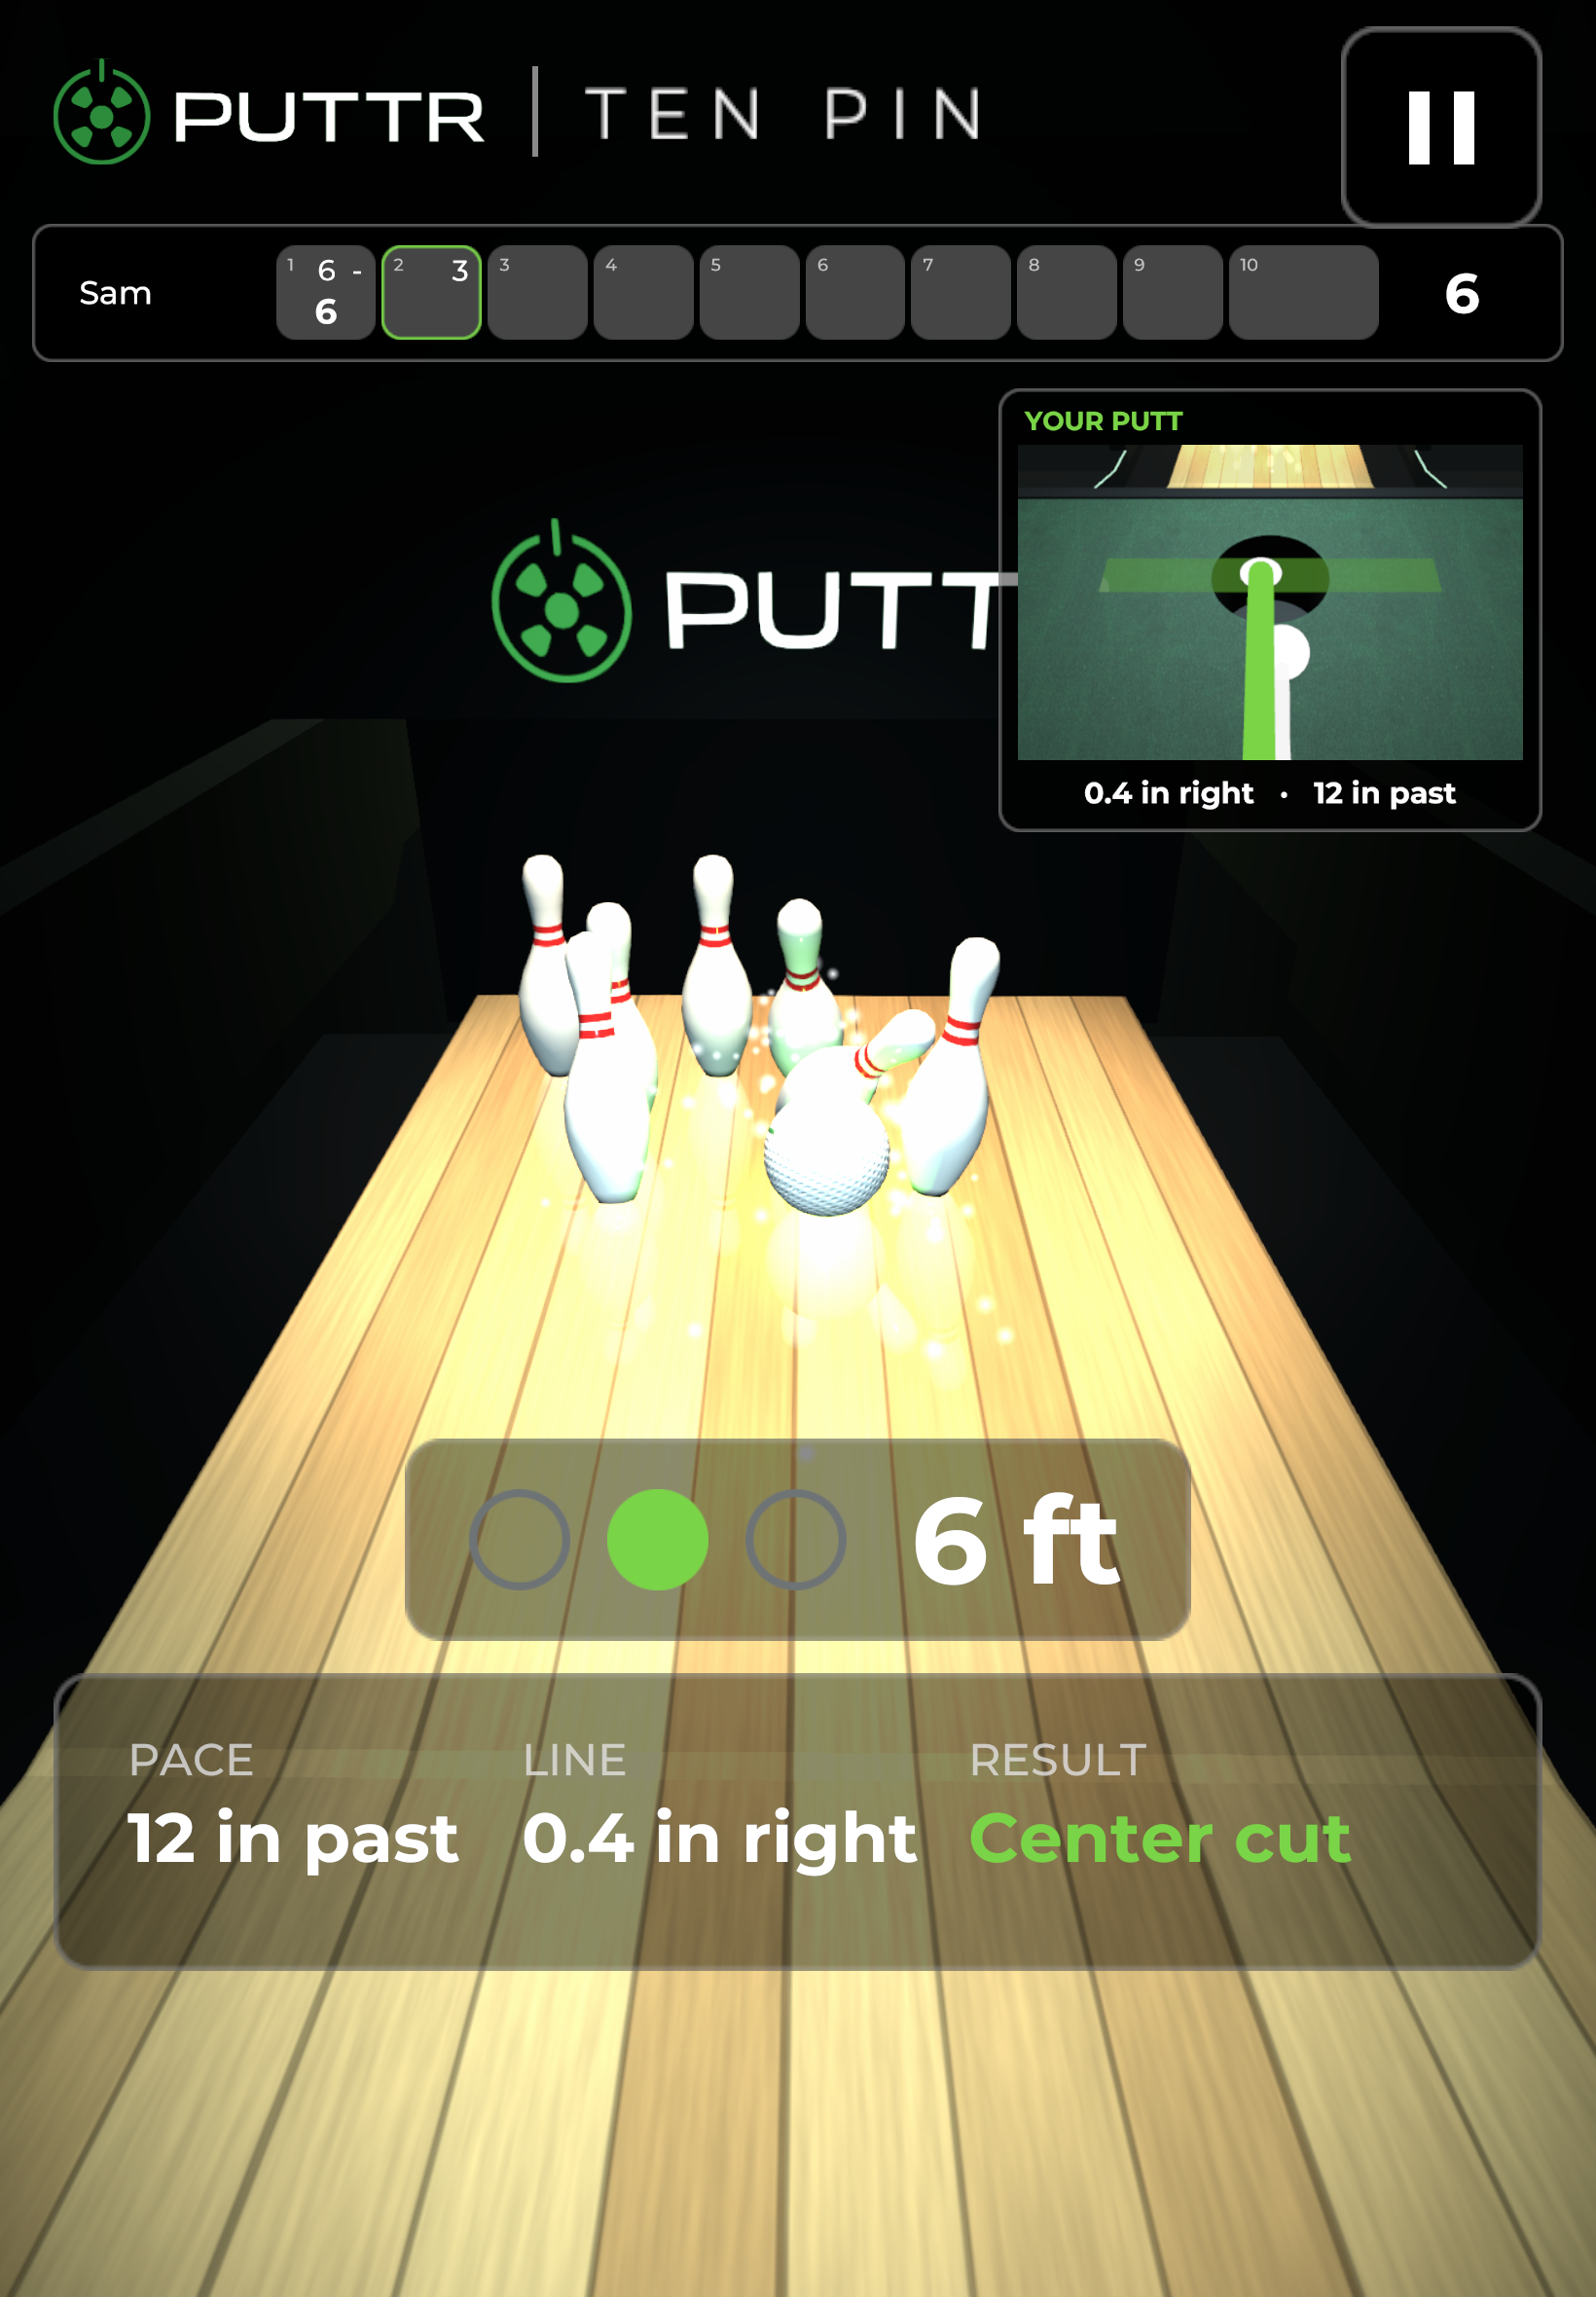 PUTTR | TEN PIN
Sam
1 6 -
6
2 3
3
4
5
6
7
8
9
10
6
YOUR PUTT
0.4 in right • 12 in past
PUTT
6 ft
PACE LINE RESULT
12 in past 0.4 in right Center cut